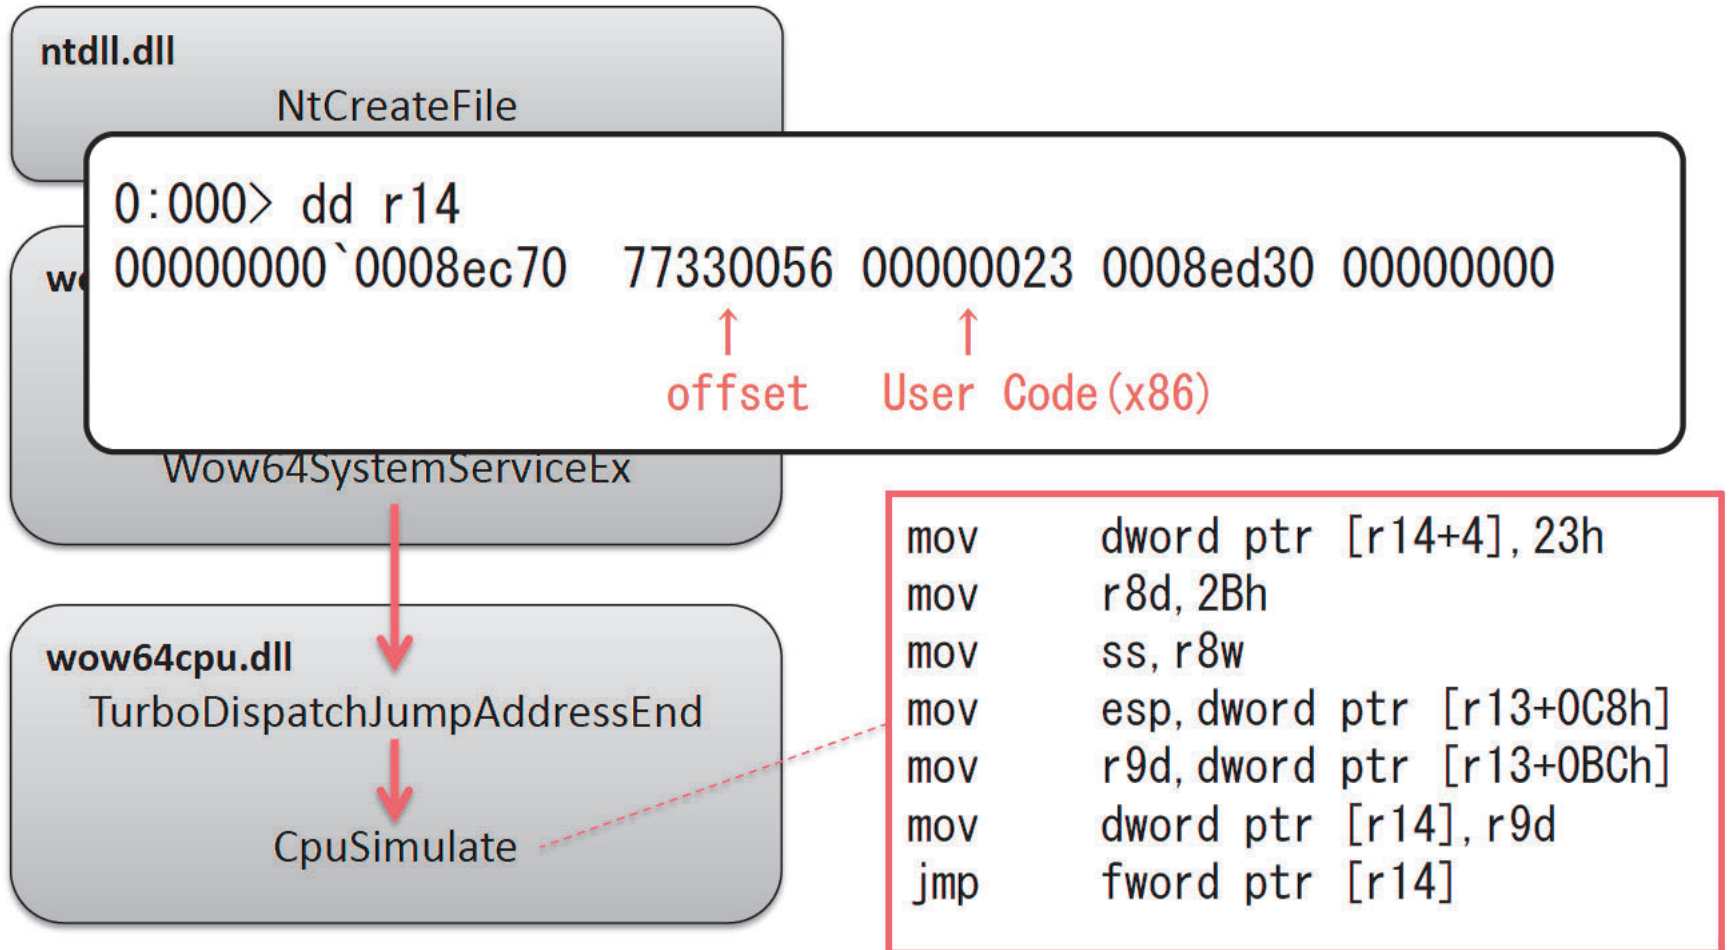 ntdll.dll
NtCreateFile
0:000> dd r14
00000000`0008ec70  77330056 00000023 0008ed30 00000000
↑ ↑
offset User Code(x86)
Wow64SystemServiceEx
wow64cpu.dll
TurboDispatchJumpAddressEnd
CpuSimulate
mov dword ptr [r14+4],23h
mov r8d,2Bh
mov ss,r8w
mov esp,dword ptr [r13+0C8h]
mov r9d,dword ptr [r13+0BCh]
mov dword ptr [r14],r9d
jmp fword ptr [r14]